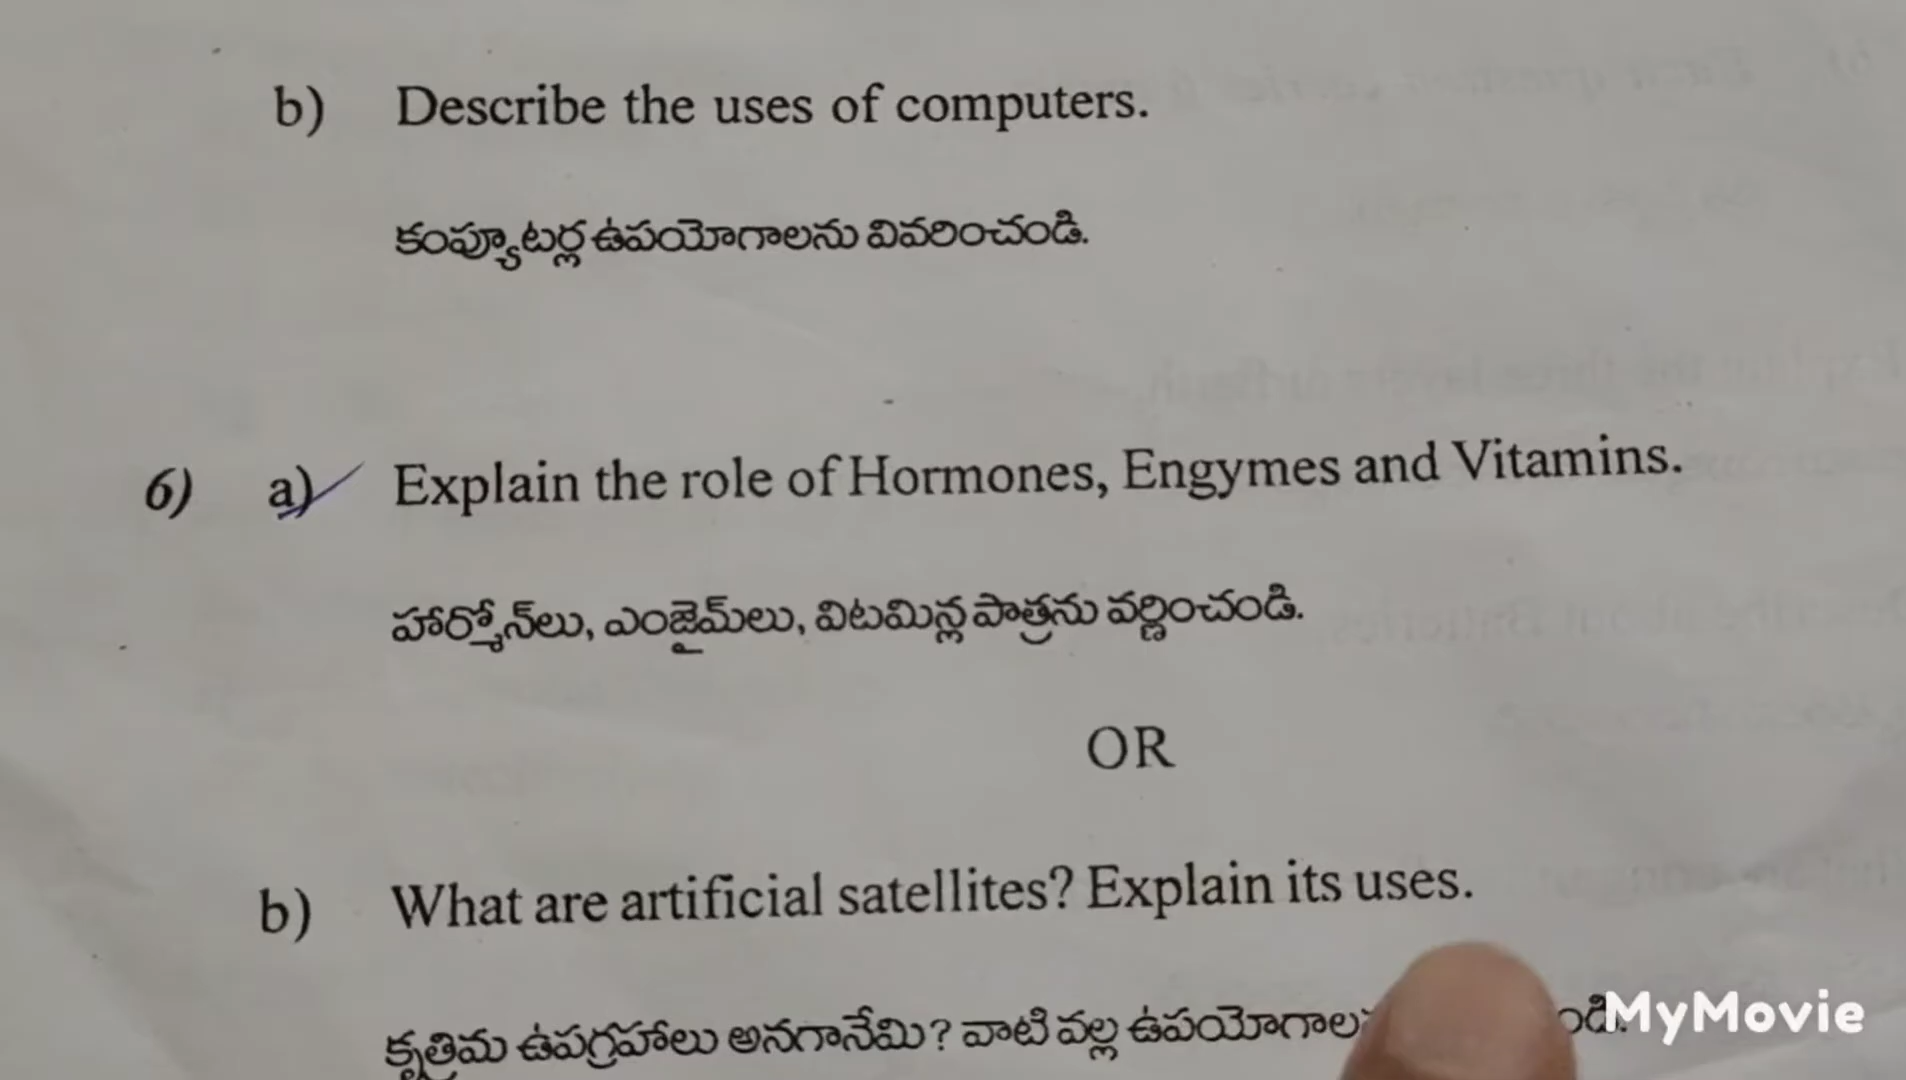 b) Describe the uses of computers.
కంప్యూటర్ల ఉపయోగాలను వివరించండి.
6) a) Explain the role of Hormones, Engymes and Vitamins.
హార్మోన్‌లు, ఎంజైమ్‌లు, విటమిన్ల పాత్రను వర్ణించండి.
OR
b) What are artificial satellites? Explain its uses.
కృత్రిమ ఉపగ్రహాలు అనగానేమి? వాటి వల్ల
MyMovie